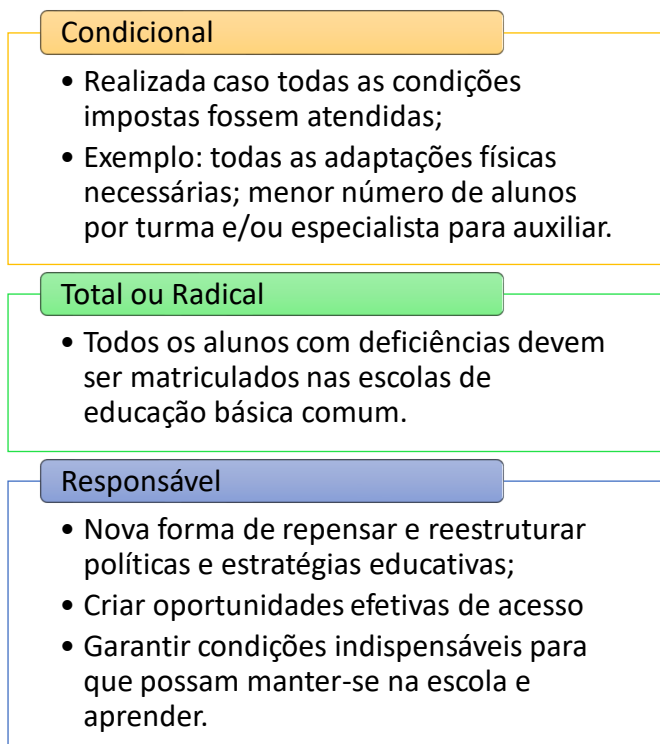 Condicional
• Realizada caso todas as condições
impostas fossem atendidas;
• Exemplo: todas as adaptações físicas
necessárias; menor número de alunos
por turma e/ou especialista para auxiliar.
Total ou Radical
• Todos os alunos com deficiências devem
ser matriculados nas escolas de
educação básica comum.
Responsável
• Nova forma de repensar e reestruturar
políticas e estratégias educativas;
• Criar oportunidades efetivas de acesso
• Garantir condições indispensáveis para
que possam manter-se na escola e
aprender.